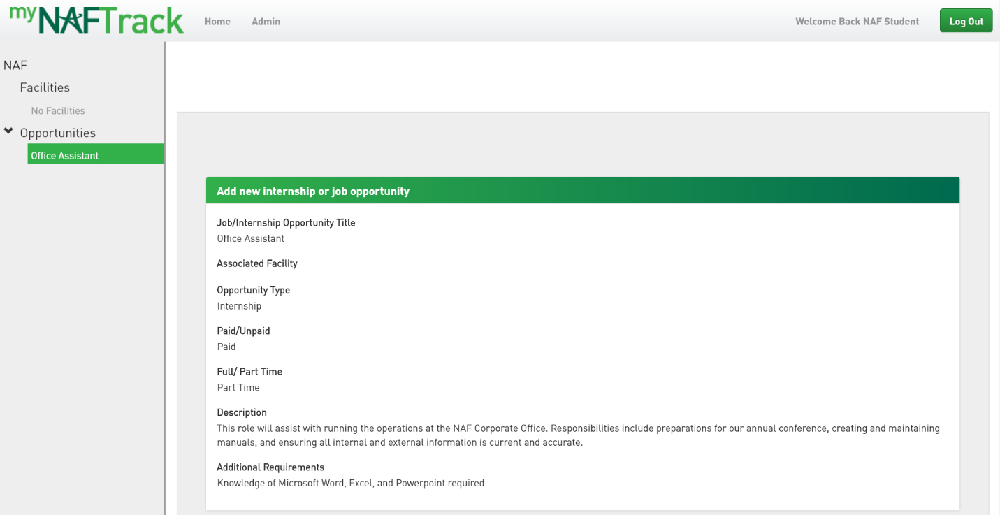 myNAFTrack Home Admin Welcome Back NAF Student Log Out
NAF
Facilities
No Facilities
Opportunities
Office Assistant
Add new internship or job opportunity
Job/Internship Opportunity Title
Office Assistant
Associated Facility
Opportunity Type
Internship
Paid/Unpaid
Paid
Full/ Part Time
Part Time
Description
This role will assist with running the operations at the NAF Corporate Office. Responsibilities include preparations for our annual conference, creating and maintaining
manuals, and ensuring all internal and external information is current and accurate.
Additional Requirements
Knowledge of Microsoft Word, Excel, and Powerpoint required.